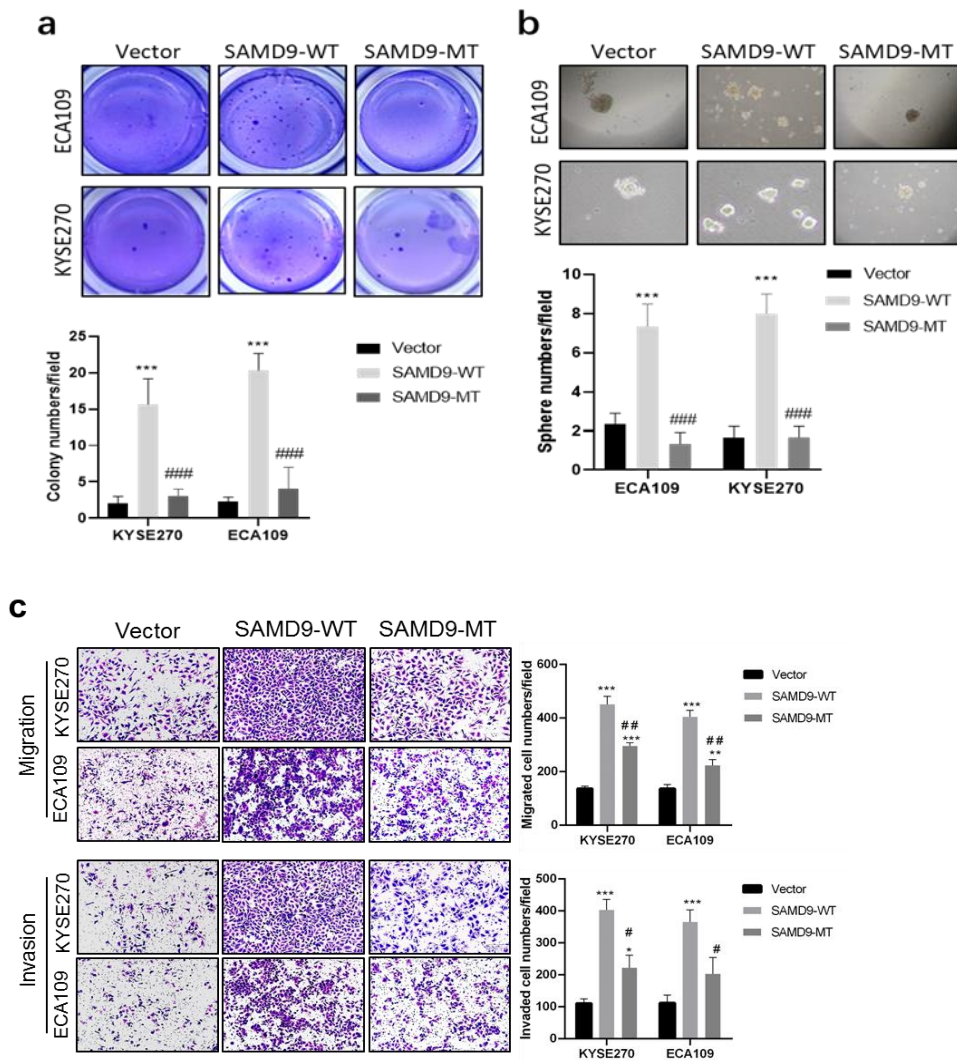 a
Vector SAMD9-WT SAMD9-MT
ECA109
KYSE270
Colony numbers/field
25
20
15
10
5
0
***
###
***
###
KYSE270 ECA109
Vector
SAMD9-WT
SAMD9-MT
b
Vector SAMD9-WT SAMD9-MT
ECA109
KYSE270
Sphere numbers/field
10
8
6
4
2
0
***
###
***
###
ECA109 KYSE270
Vector
SAMD9-WT
SAMD9-MT
c
Vector SAMD9-WT SAMD9-MT
Migration
KYSE270
ECA109
Invasion
KYSE270
ECA109
Migrated cell numbers/field
600
400
200
0
***
##
***
***
##
**
KYSE270 ECA109
Vector
SAMD9-WT
SAMD9-MT
Invaded cell numbers/field
500
400
300
200
100
0
***
#
*
***
#
KYSE270 ECA109
Vector
SAMD9-WT
SAMD9-MT